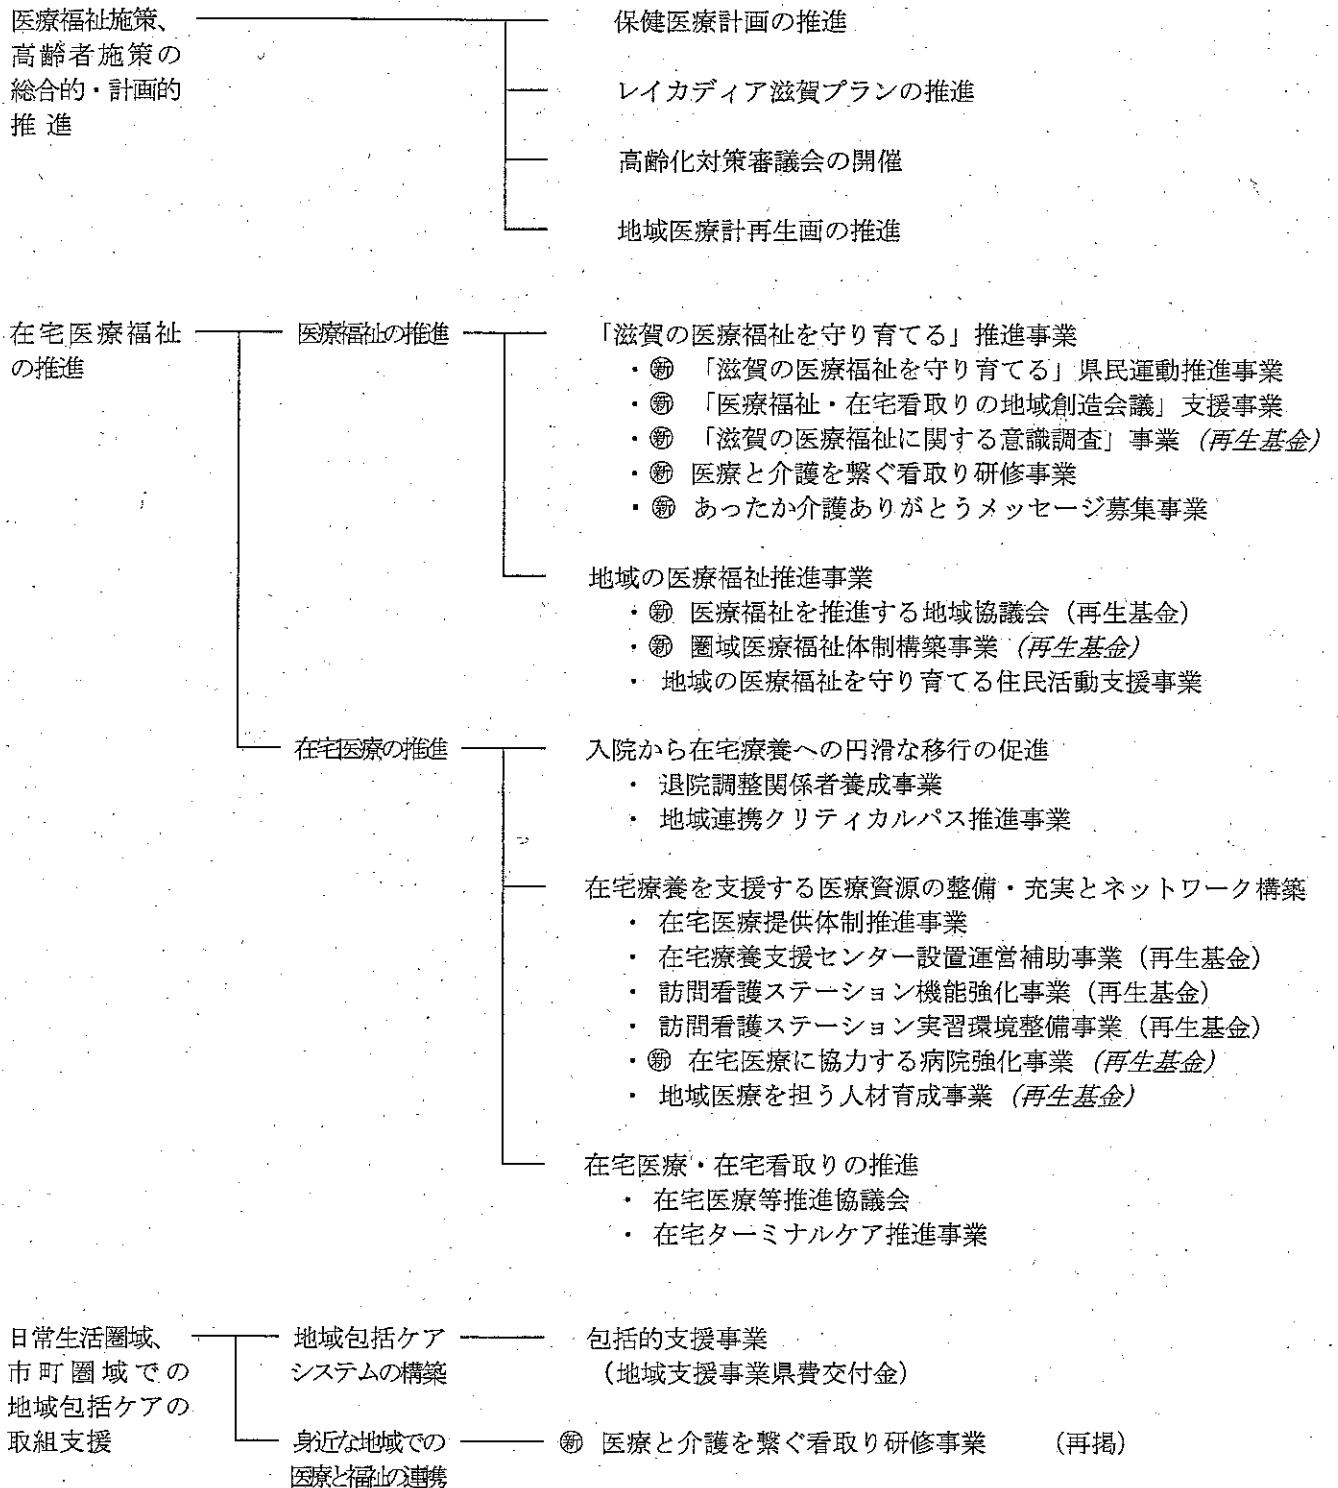 医療福祉施策、
高齢者施策の
総合的・計画的
推進
保健医療計画の推進
レイカディア滋賀プランの推進
高齢化対策審議会の開催
地域医療計再生画の推進
在宅医療福祉
の推進
医療福祉の推進
「滋賀の医療福祉を守り育てる」推進事業
・㊟新 「滋賀の医療福祉を守り育てる」県民運動推進事業
・新 「医療福祉・在宅看取りの地域創造会議」支援事業
・新 「滋賀の医療福祉に関する意識調査」事業(再生基金)
・新 医療と介護を繋ぐ看取り研修事業
・新 あったか介護ありがとうメッセージ募集事業
地域の医療福祉推進事業
・新 医療福祉を推進する地域協議会(再生基金)
・新 圏域医療福祉体制構築事業(再生基金)
・ 地域の医療福祉を守り育てる住民活動支援事業
在宅医療の推進
入院から在宅療養への円滑な移行の促進
・ 退院調整関係者養成事業
・ 地域連携クリティカルパス推進事業
在宅療養を支援する医療資源の整備・充実とネットワーク構築
・ 在宅医療提供体制推進事業
・ 在宅療養支援センター設置運営補助事業(再生基金)
・ 訪問看護ステーション機能強化事業(再生基金)
・ 訪問看護ステーション実習環境整備事業(再生基金)
・新 在宅医療に協力する病院強化事業(再生基金)
・ 地域医療を担う人材育成事業(再生基金)
在宅医療・在宅看取りの推進
・ 在宅医療等推進協議会
・ 在宅ターミナルケア推進事業
日常生活圏域、
市町圏域での
地域包括ケアの
取組支援
地域包括ケア
システムの構築
包括的支援事業
(地域支援事業県費交付金)
身近な地域での
医療と福祉の連携
新 医療と介護を繋ぐ看取り研修事業 (再掲)